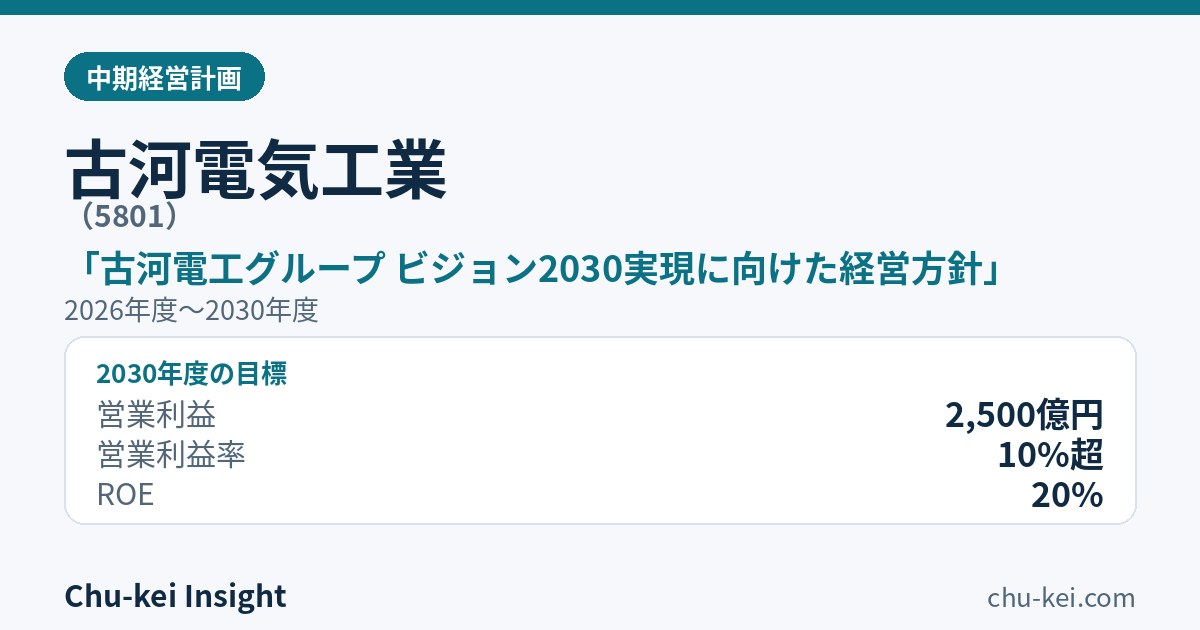 中期経営計画
古河電気工業
（5801）
「古河電工グループ ビジョン2030実現に向けた経営方針」
2026年度～2030年度
2030年度の目標
営業利益 2,500億円
営業利益率 10%超
ROE 20%
Chu-kei Insight chu-kei.com